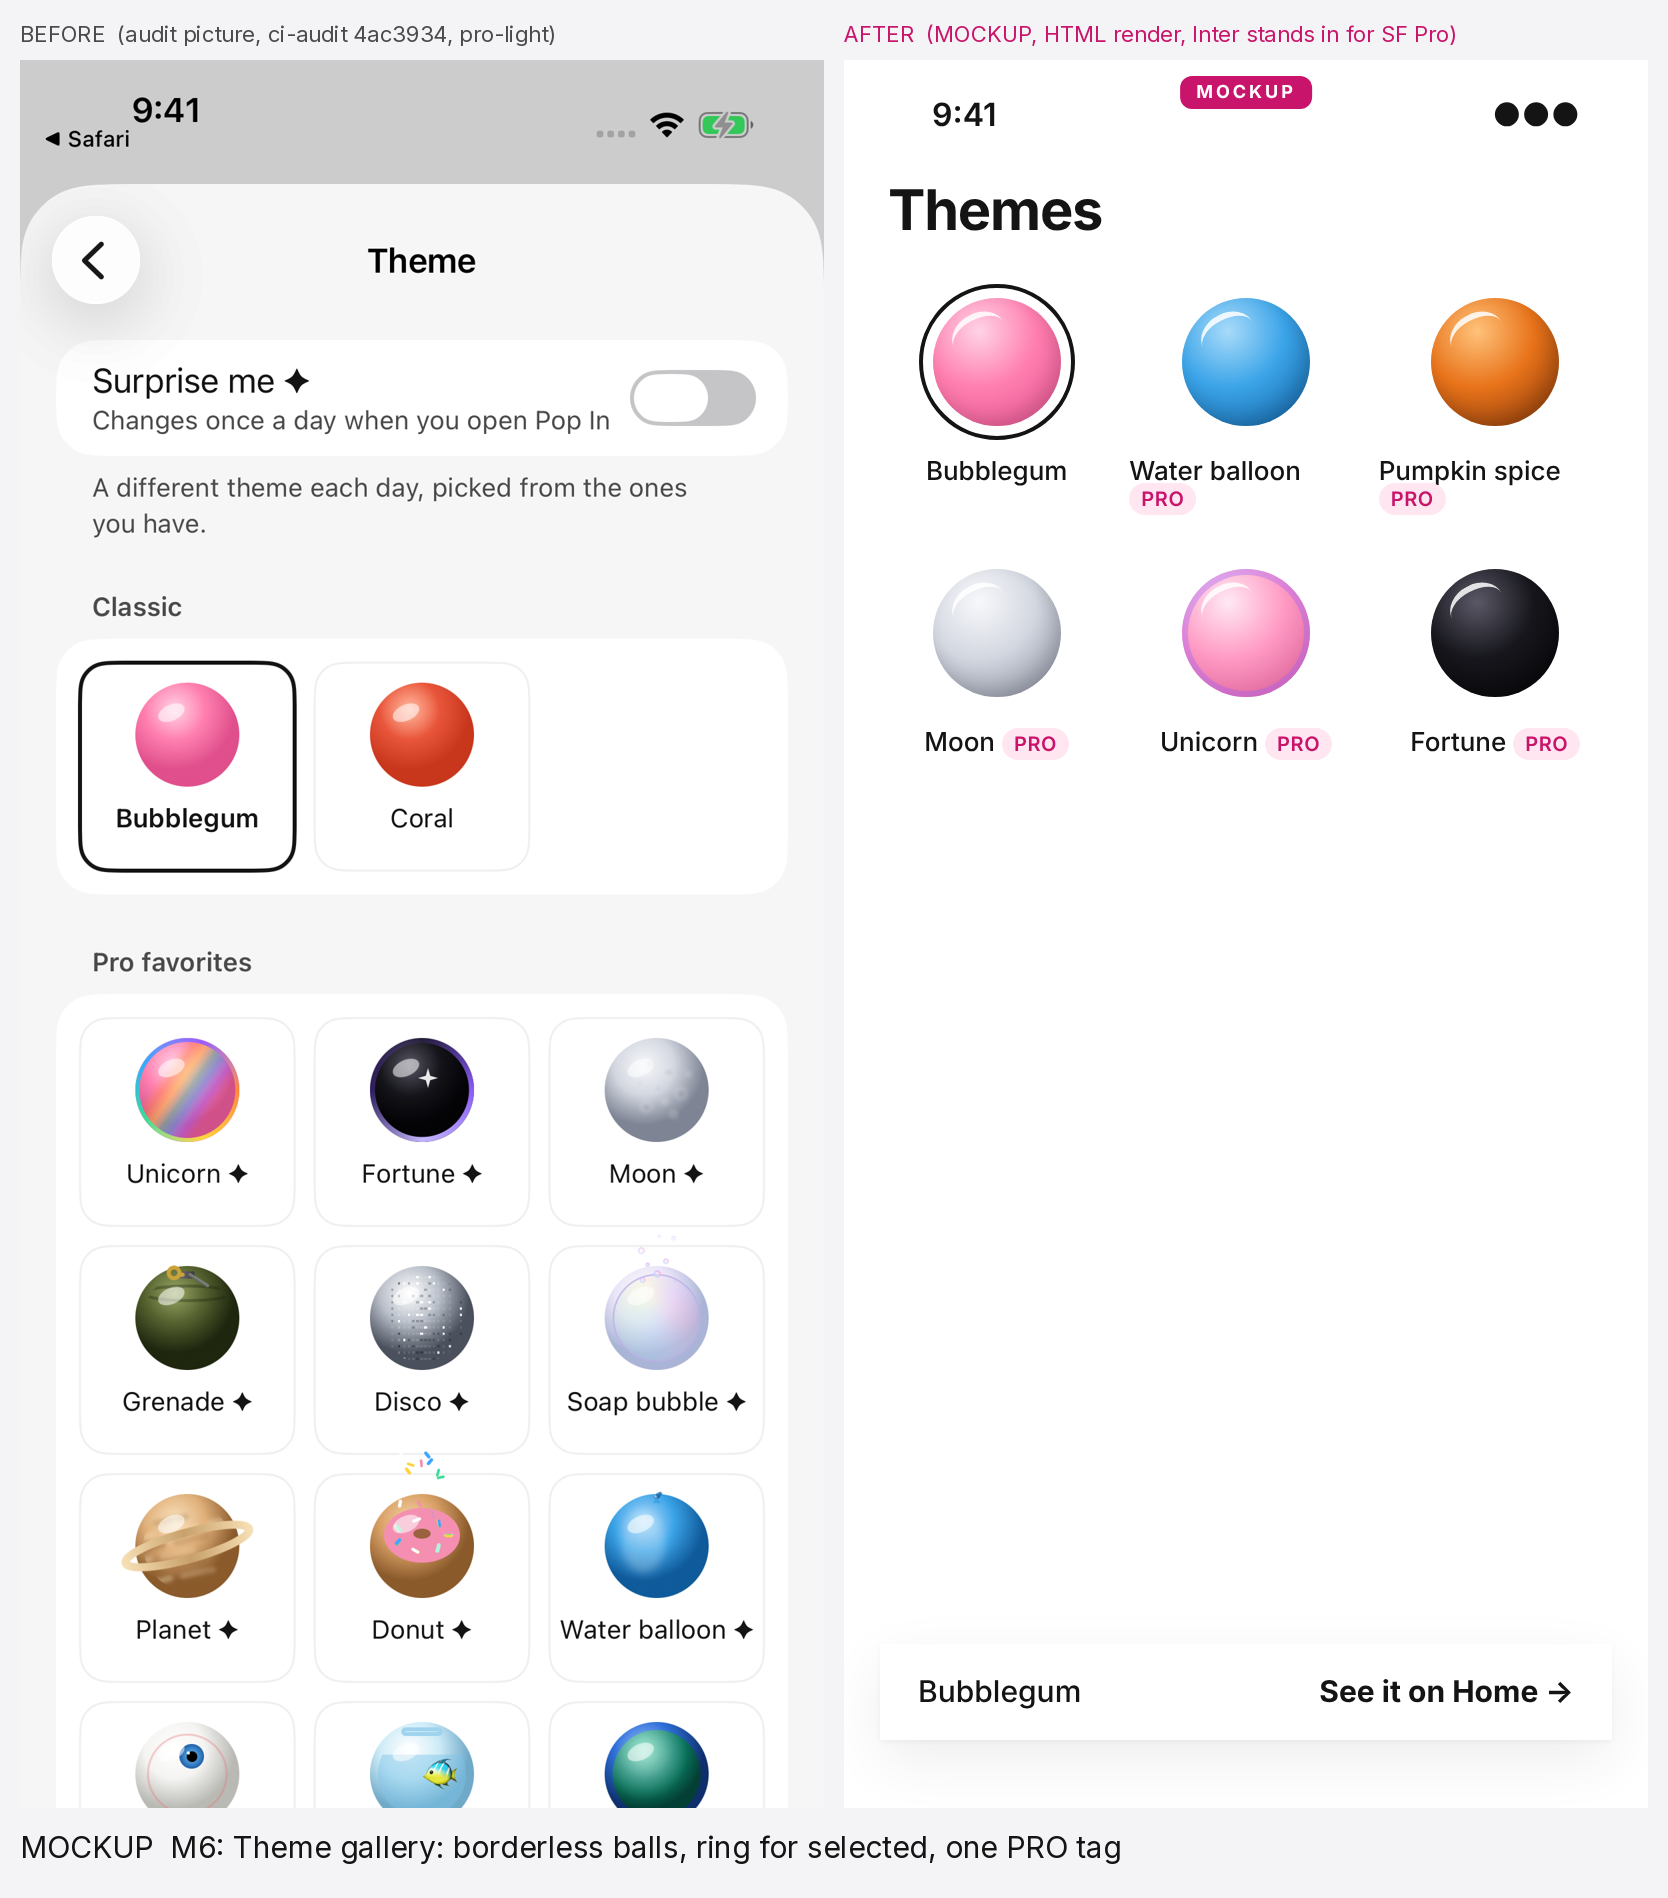 BEFORE (audit picture, ci-audit 4ac3934, pro-light)
9:41
◀ Safari
Theme
Surprise me ✦
Changes once a day when you open Pop In
A different theme each day, picked from the ones
you have.
Classic
Bubblegum
Coral
Pro favorites
Unicorn ✦
Fortune ✦
Moon ✦
Grenade ✦
Disco ✦
Soap bubble ✦
Planet ✦
Donut ✦
Water balloon ✦
AFTER (MOCKUP, HTML render, Inter stands in for SF Pro)
MOCKUP
9:41
Themes
Bubblegum
Water balloon
PRO
Pumpkin spice
PRO
Moon PRO
Unicorn PRO
Fortune PRO
Bubblegum
See it on Home →
MOCKUP M6: Theme gallery: borderless balls, ring for selected, one PRO tag